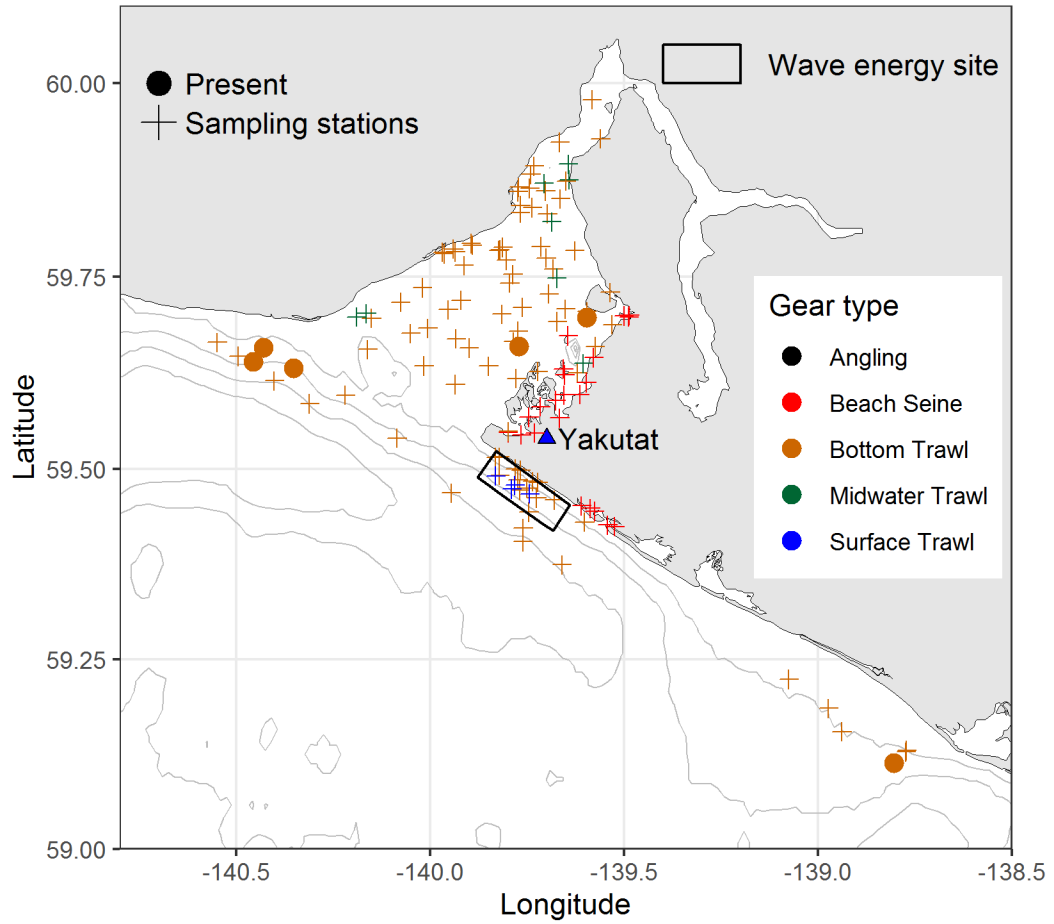 Present
Sampling stations
Wave energy site
60.00
59.75
59.50
59.25
59.00
Latitude
Yakutat
Gear type
Angling
Beach Seine
Bottom Trawl
Midwater Trawl
Surface Trawl
-140.5
-140.0
-139.5
-139.0
-138.5
Longitude